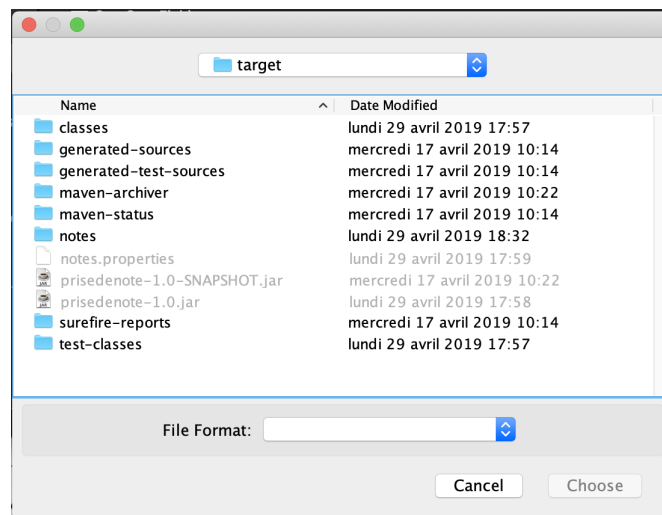 target
Name Date Modified
classes lundi 29 avril 2019 17:57
generated-sources mercredi 17 avril 2019 10:14
generated-test-sources mercredi 17 avril 2019 10:14
maven-archiver mercredi 17 avril 2019 10:22
maven-status mercredi 17 avril 2019 10:14
notes lundi 29 avril 2019 18:32
notes.properties lundi 29 avril 2019 17:59
prisedenote-1.0-SNAPSHOT.jar mercredi 17 avril 2019 10:22
prisedenote-1.0.jar lundi 29 avril 2019 17:58
surefire-reports mercredi 17 avril 2019 10:14
test-classes lundi 29 avril 2019 17:57
File Format:
Cancel Choose